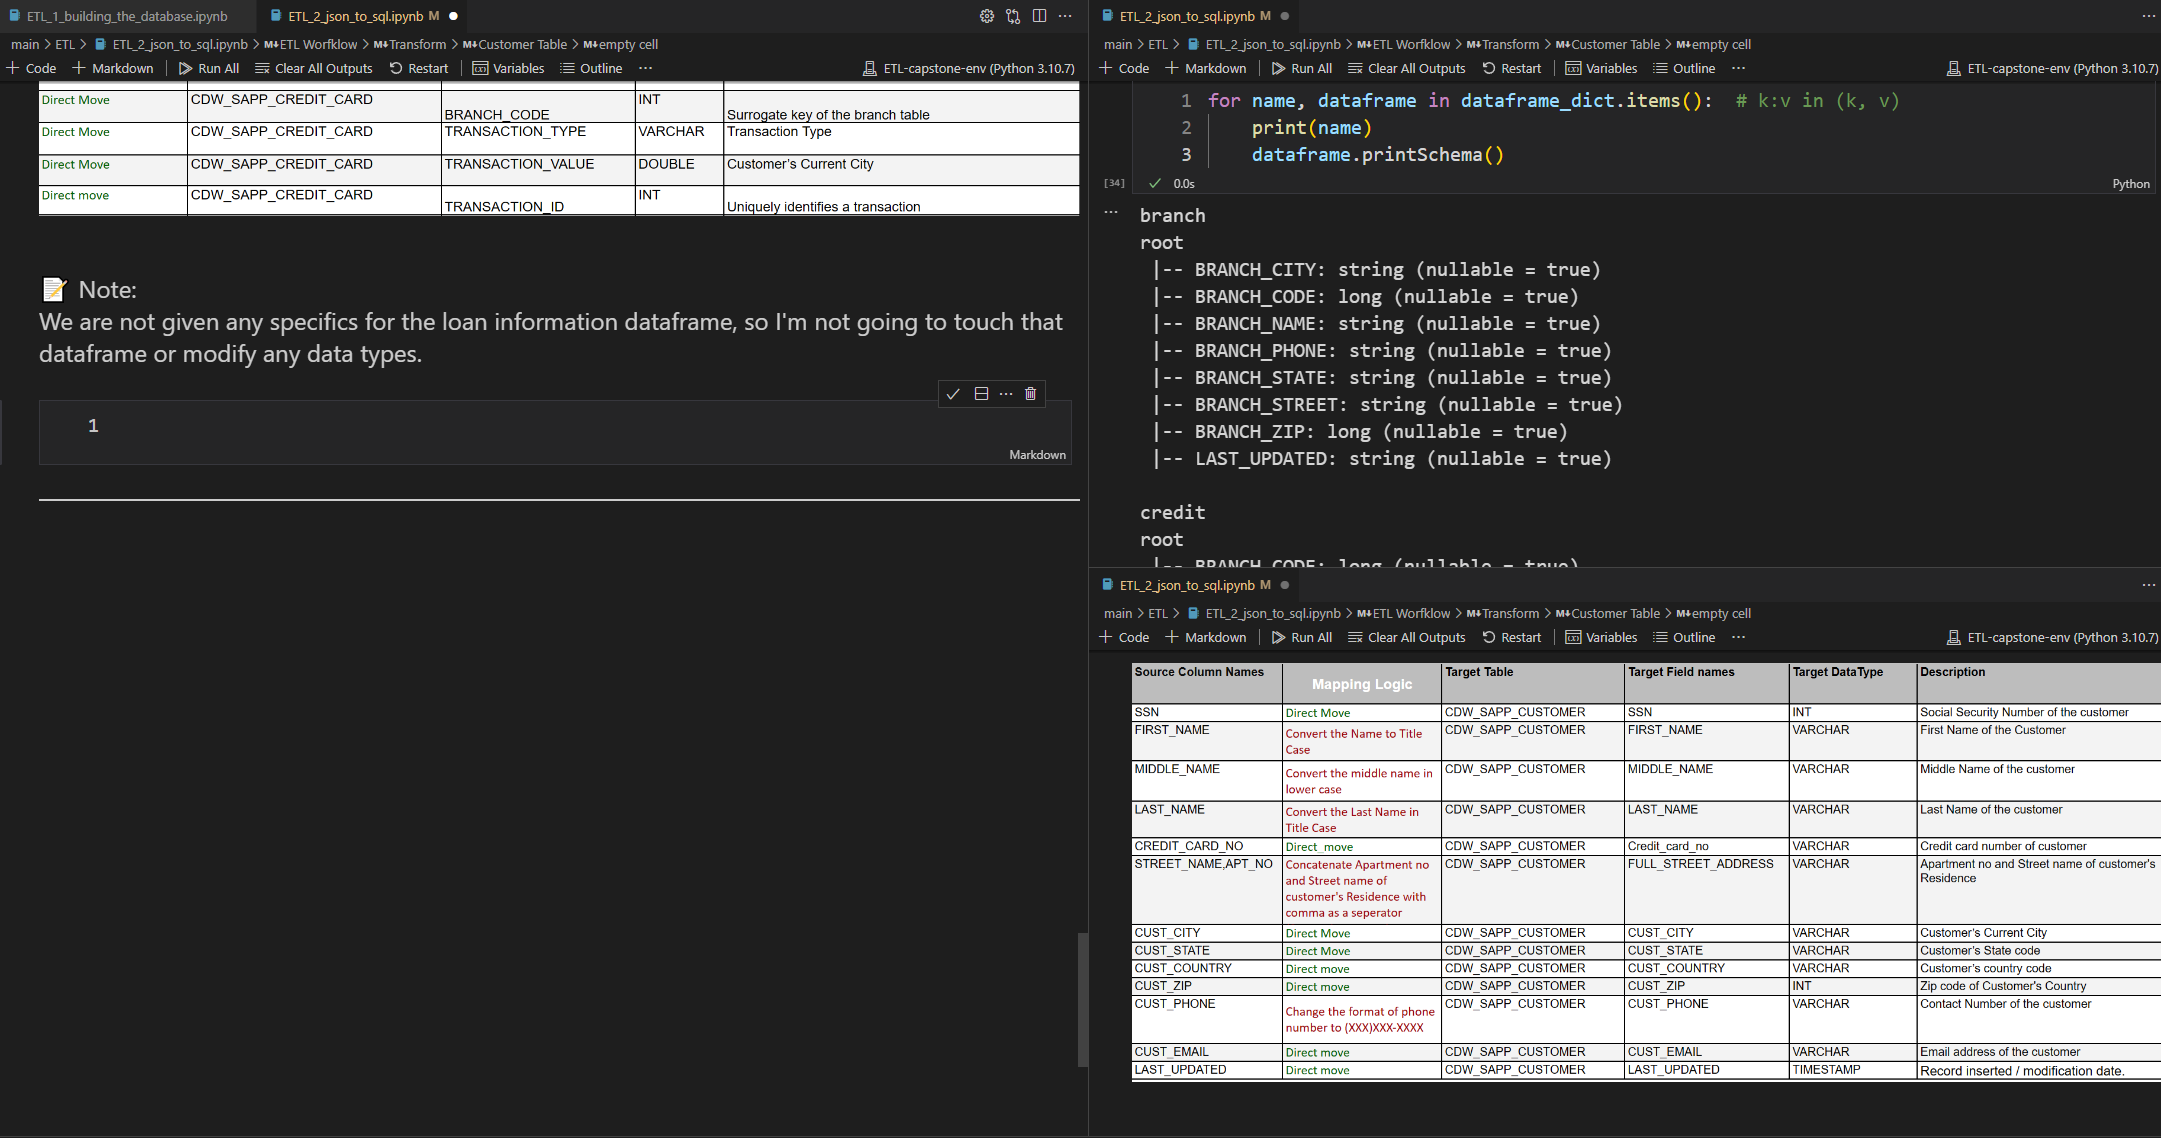 ETL_1_building_the_database.ipynb
ETL_2_json_to_sql.ipynb M
main > ETL > ETL_2_json_to_sql.ipynb > M↓ETL Worfklow > M↓Transform > M↓Customer Table > M↓empty cell
+ Code + Markdown Run All Clear All Outputs Restart Variables Outline ... ETL-capstone-env (Python 3.10.7)
Direct Move CDW_SAPP_CREDIT_CARD BRANCH_CODE INT Surrogate key of the branch table
Direct Move CDW_SAPP_CREDIT_CARD TRANSACTION_TYPE VARCHAR Transaction Type
Direct Move CDW_SAPP_CREDIT_CARD TRANSACTION_VALUE DOUBLE Customer's Current City
Direct move CDW_SAPP_CREDIT_CARD TRANSACTION_ID INT Uniquely identifies a transaction
📝 Note:
We are not given any specifics for the loan information dataframe, so I'm not going to touch that
dataframe or modify any data types.
1
Markdown
ETL_2_json_to_sql.ipynb M
main > ETL > ETL_2_json_to_sql.ipynb > M↓ETL Worfklow > M↓Transform > M↓Customer Table > M↓empty cell
+ Code + Markdown Run All Clear All Outputs Restart Variables Outline ... ETL-capstone-env (Python 3.10.7)
1 for name, dataframe in dataframe_dict.items():  # k:v in (k, v)
2 print(name)
3 dataframe.printSchema()
[34] ✓ 0.0s Python
branch
root
|-- BRANCH_CITY: string (nullable = true)
|-- BRANCH_CODE: long (nullable = true)
|-- BRANCH_NAME: string (nullable = true)
|-- BRANCH_PHONE: string (nullable = true)
|-- BRANCH_STATE: string (nullable = true)
|-- BRANCH_STREET: string (nullable = true)
|-- BRANCH_ZIP: long (nullable = true)
|-- LAST_UPDATED: string (nullable = true)
credit
root
|-- BRANCH_CODE: long (nullable = true)
ETL_2_json_to_sql.ipynb M
main > ETL > ETL_2_json_to_sql.ipynb > M↓ETL Worfklow > M↓Transform > M↓Customer Table > M↓empty cell
+ Code + Markdown Run All Clear All Outputs Restart Variables Outline ... ETL-capstone-env (Python 3.10.7)
Source Column Names Mapping Logic Target Table Target Field names Target DataType Description
SSN Direct Move CDW_SAPP_CUSTOMER SSN INT Social Security Number of the customer
FIRST_NAME Convert the Name to Title CDW_SAPP_CUSTOMER FIRST_NAME VARCHAR First Name of the Customer
Case
MIDDLE_NAME Convert the middle name in CDW_SAPP_CUSTOMER MIDDLE_NAME VARCHAR Middle Name of the customer
lower case
LAST_NAME Convert the Last Name in CDW_SAPP_CUSTOMER LAST_NAME VARCHAR Last Name of the customer
Title Case
CREDIT_CARD_NO Direct_move CDW_SAPP_CUSTOMER Credit_card_no VARCHAR Credit card number of customer
STREET_NAME,APT_NO Concatenate Apartment no CDW_SAPP_CUSTOMER FULL_STREET_ADDRESS VARCHAR Apartment no and Street name of customer's
and Street name of Residence
customer's Residence with
comma as a seperator
CUST_CITY Direct Move CDW_SAPP_CUSTOMER CUST_CITY VARCHAR Customer's Current City
CUST_STATE Direct Move CDW_SAPP_CUSTOMER CUST_STATE VARCHAR Customer's State code
CUST_COUNTRY Direct move CDW_SAPP_CUSTOMER CUST_COUNTRY VARCHAR Customer's country code
CUST_ZIP Direct move CDW_SAPP_CUSTOMER CUST_ZIP INT Zip code of Customer's Country
CUST_PHONE Change the format of phone CDW_SAPP_CUSTOMER CUST_PHONE VARCHAR Contact Number of the customer
number to (XXX)XXX-XXXX
CUST_EMAIL Direct move CDW_SAPP_CUSTOMER CUST_EMAIL VARCHAR Email address of the customer
LAST_UPDATED Direct move CDW_SAPP_CUSTOMER LAST_UPDATED TIMESTAMP Record inserted / modification date.